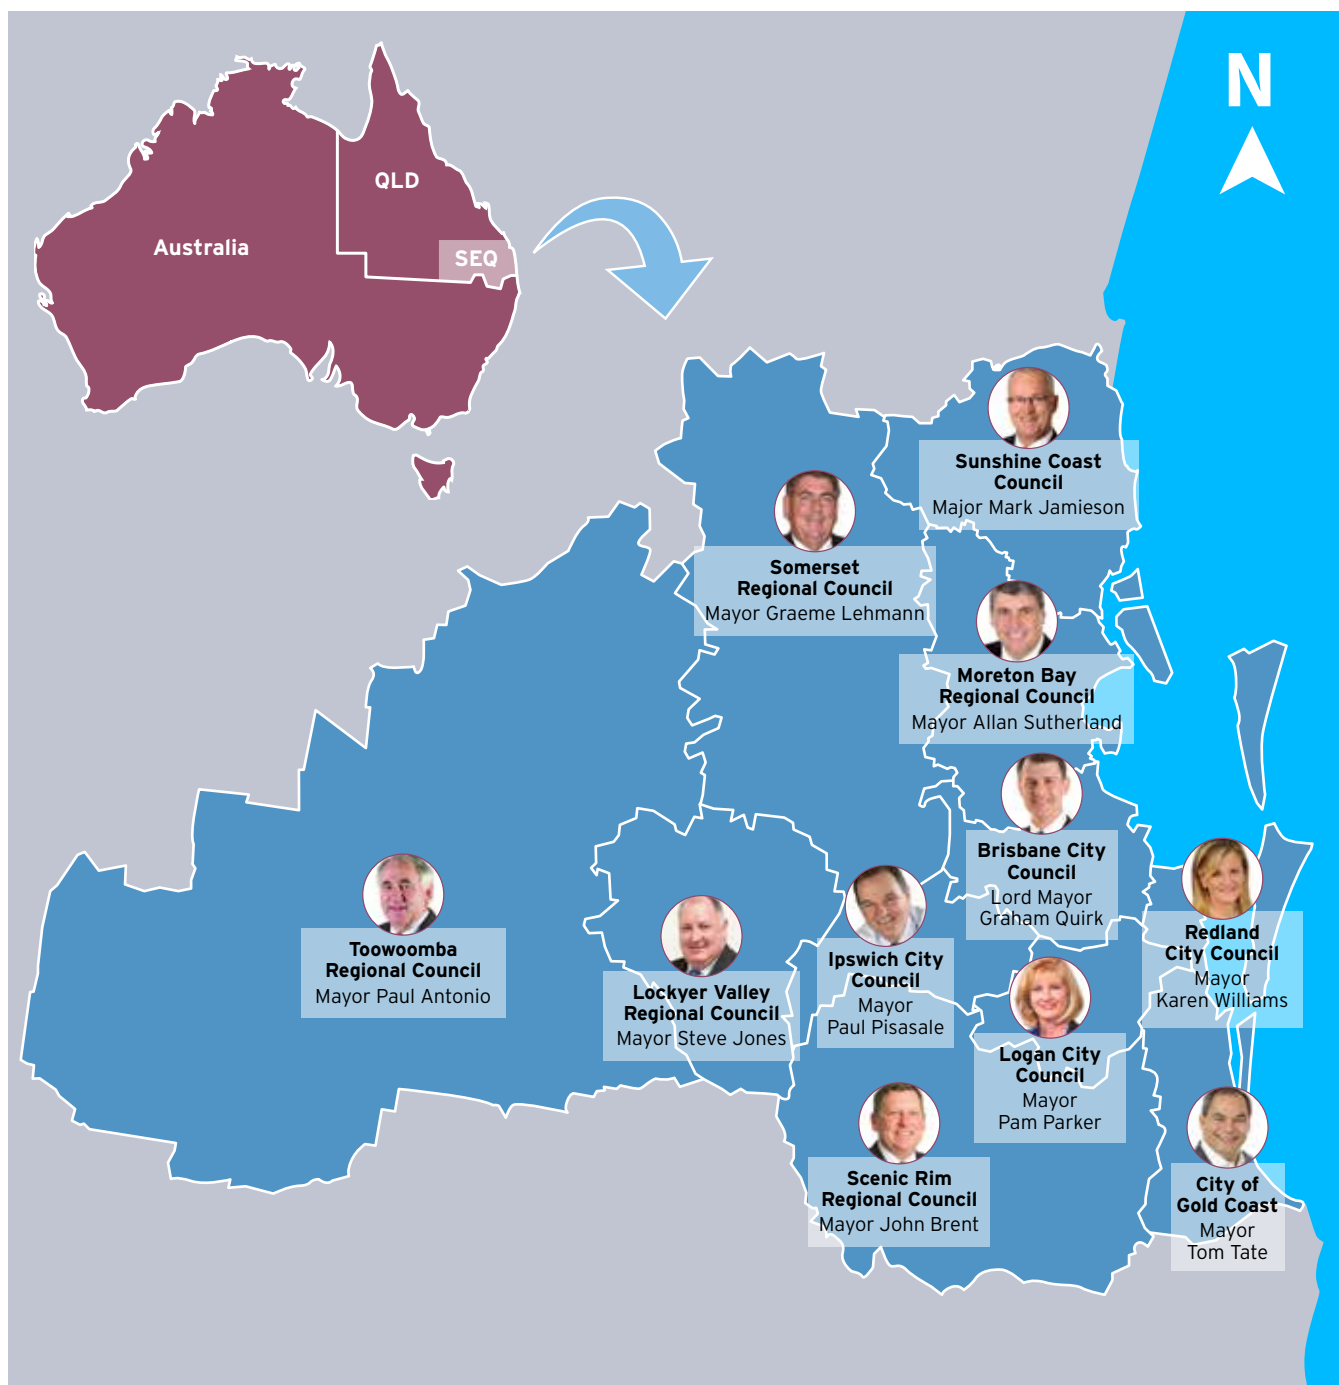 N
QLD
Australia
SEQ
Sunshine Coast
Council
Major Mark Jamieson
Somerset
Regional Council
Mayor Graeme Lehmann
Moreton Bay
Regional Council
Mayor Allan Sutherland
Brisbane City
Council
Lord Mayor
Graham Quirk
Redland
City Council
Mayor
Karen Williams
Toowoomba
Regional Council
Mayor Paul Antonio
Lockyer Valley
Regional Council
Mayor Steve Jones
Ipswich City
Council
Mayor
Paul Pisasale
Logan City
Council
Mayor
Pam Parker
Scenic Rim
Regional Council
Mayor John Brent
City of
Gold Coast
Mayor
Tom Tate